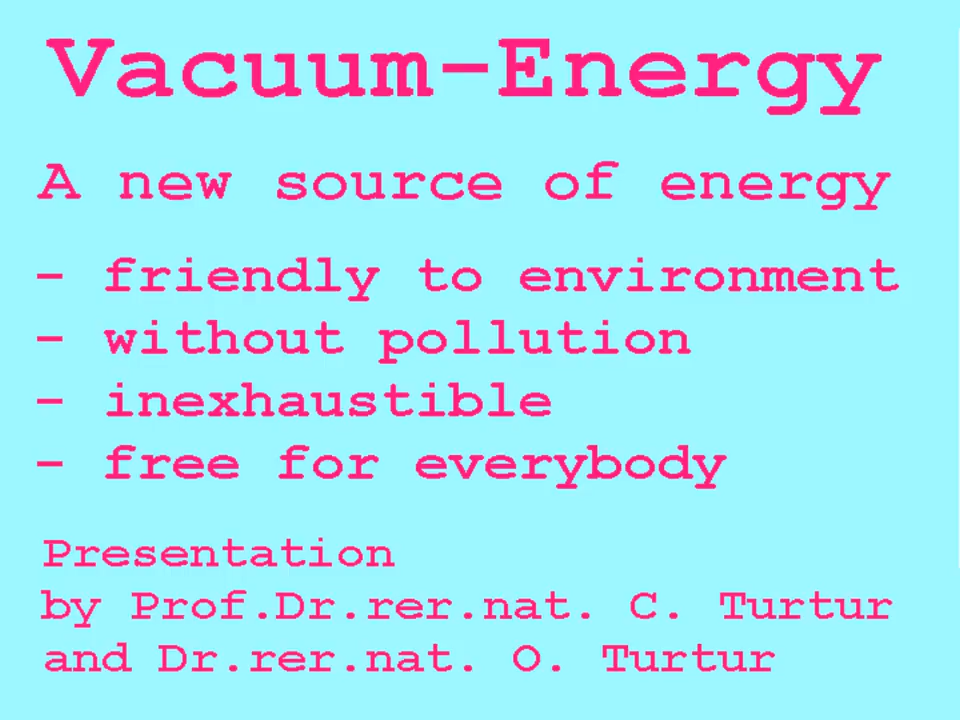 Vacuum-Energy
A new source of energy
- friendly to environment
- without pollution
- inexhaustible
- free for everybody
Presentation
by Prof.Dr.rer.nat. C. Turtur
and Dr.rer.nat. O. Turtur